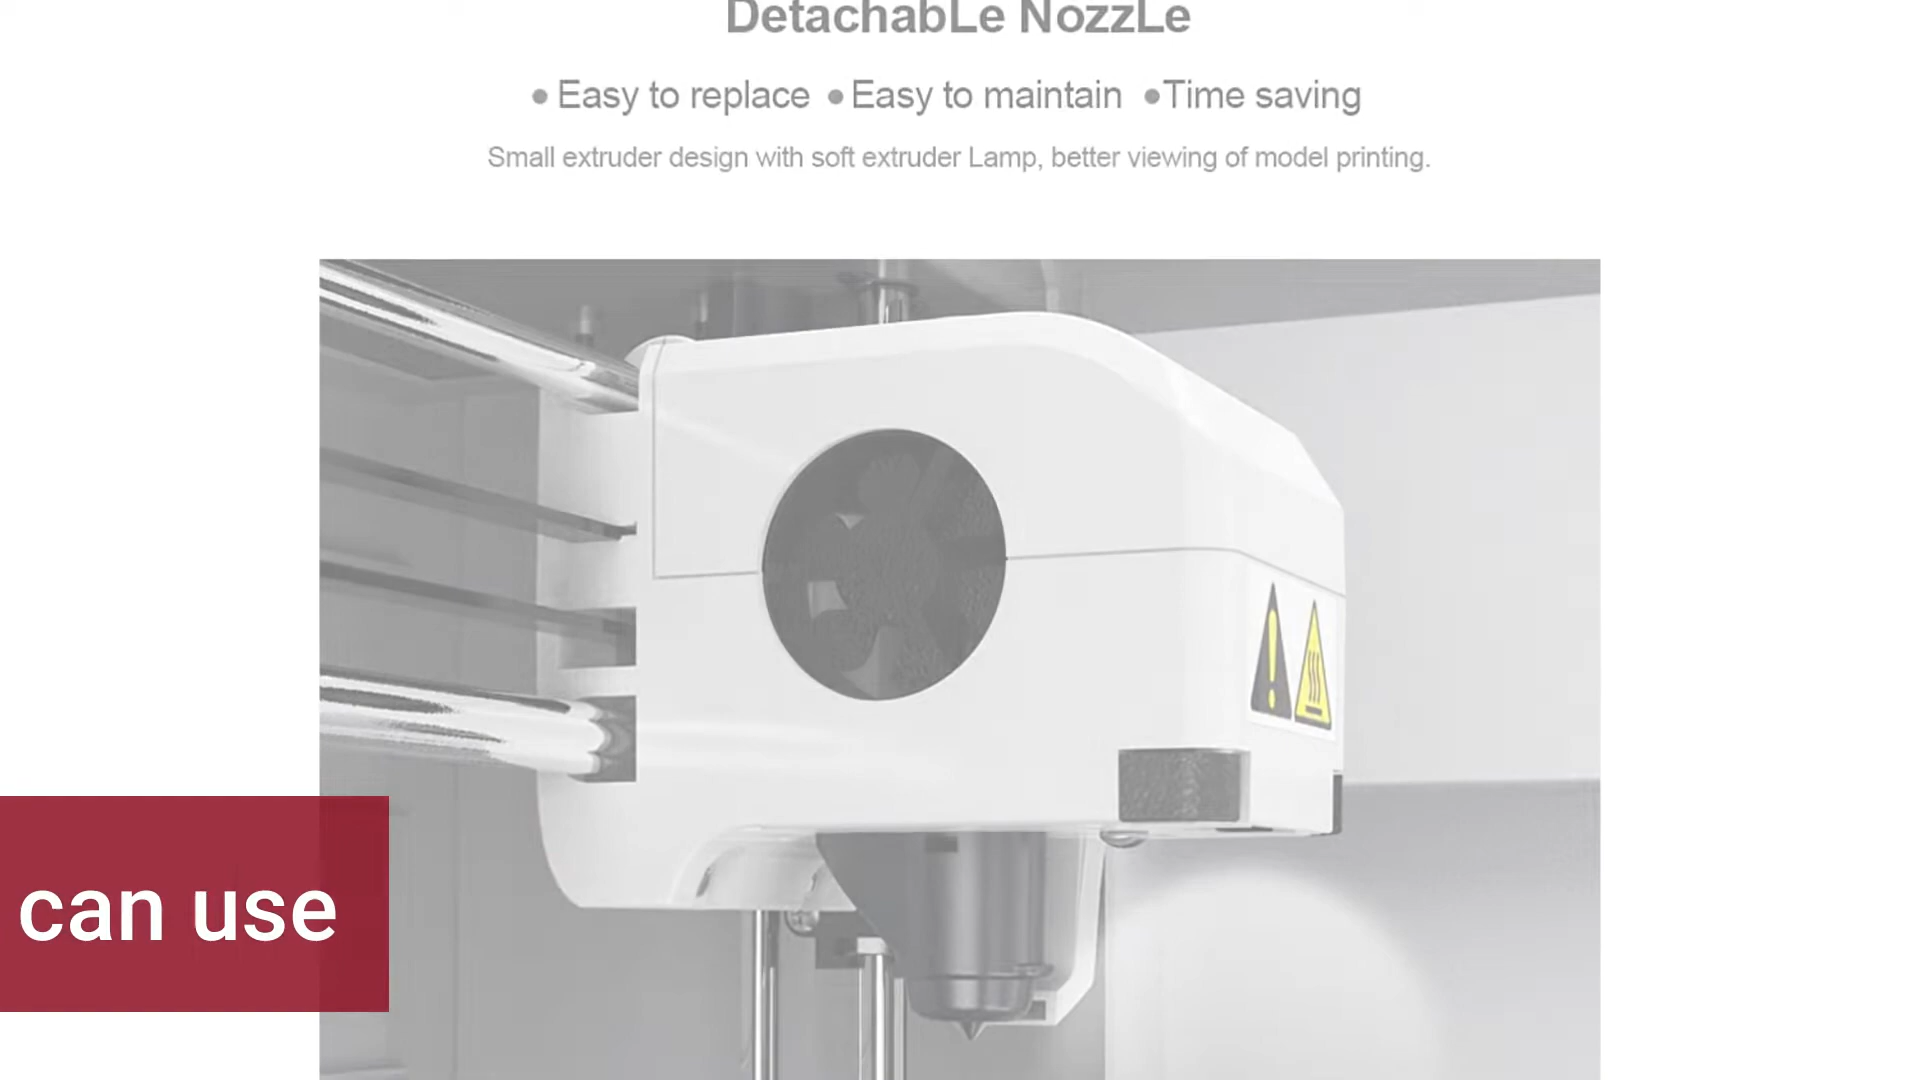 DetachabLe NozzLe
• Easy to replace • Easy to maintain • Time saving
Small extruder design with soft extruder Lamp, better viewing of model printing.
can use